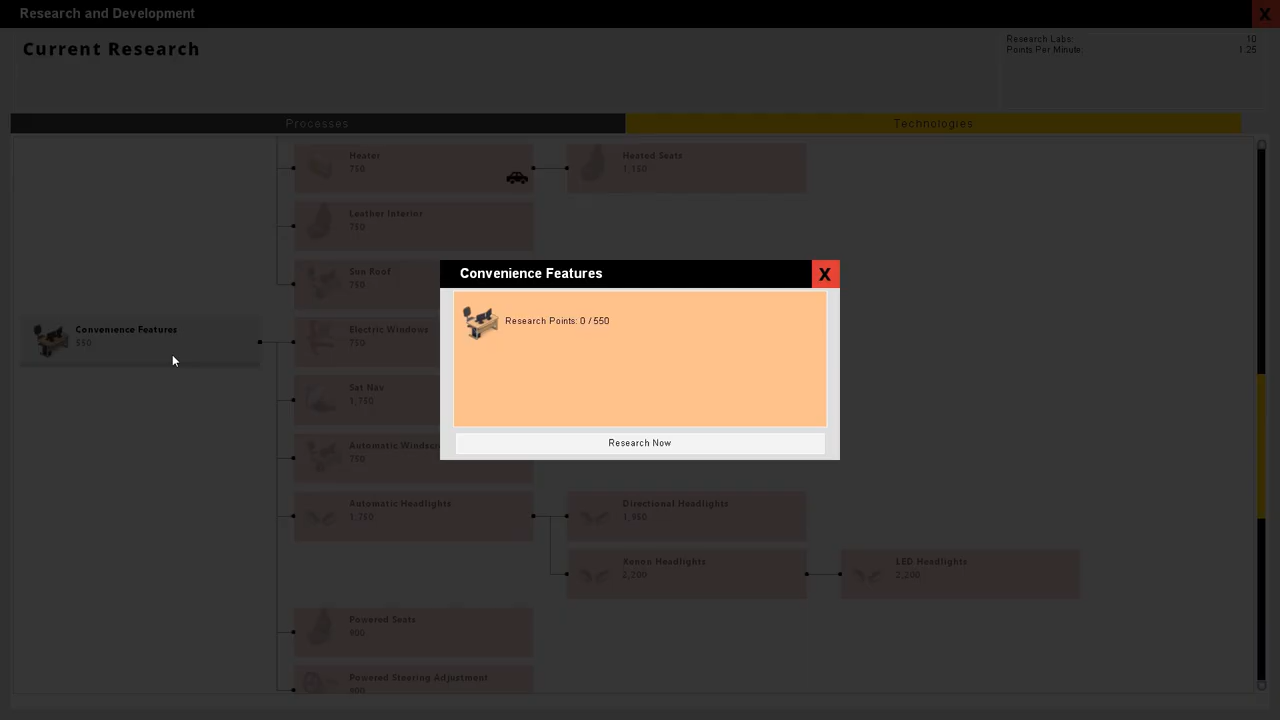 Research and Development
X
Current Research
Research Labs: 10
Points Per Minute: 1.25
Processes
Technologies
Heater
750
Heated Seats
1,150
Leather Interior
750
Sun Roof
750
Convenience Features
X
Research Points: 0 / 550
Research Now
Convenience Features
550
Electric Windows
750
Sat Nav
1,750
Automatic
750
Automatic Headlights
1,750
Directional Headlights
1,950
Xenon Headlights
2,200
LED Headlights
2,200
Powered Seats
900
Powered Steering Adjustment
900